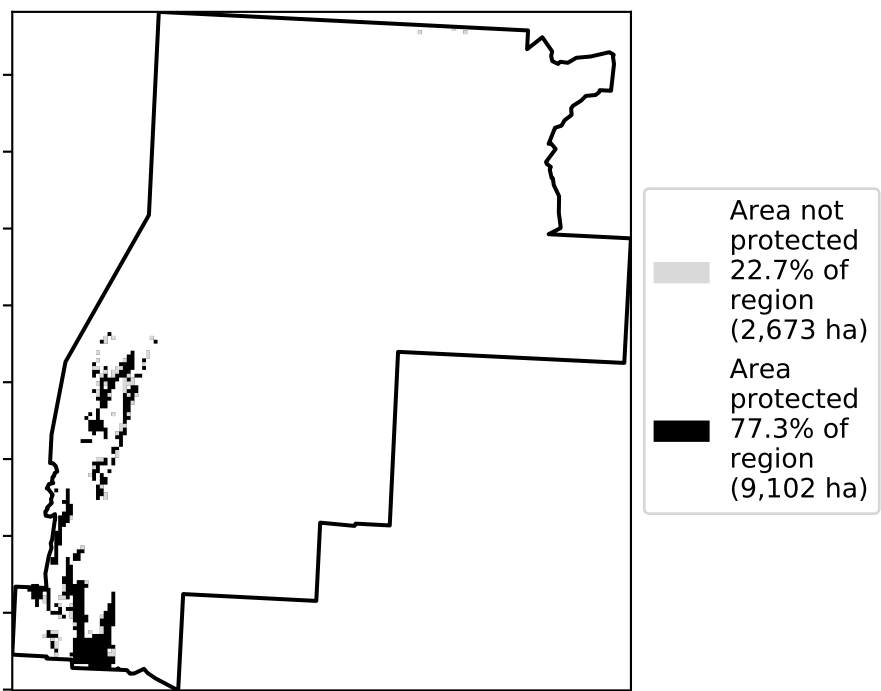 Area not
protected
22.7% of
region
(2,673 ha)
Area
protected
77.3% of
region
(9,102 ha)